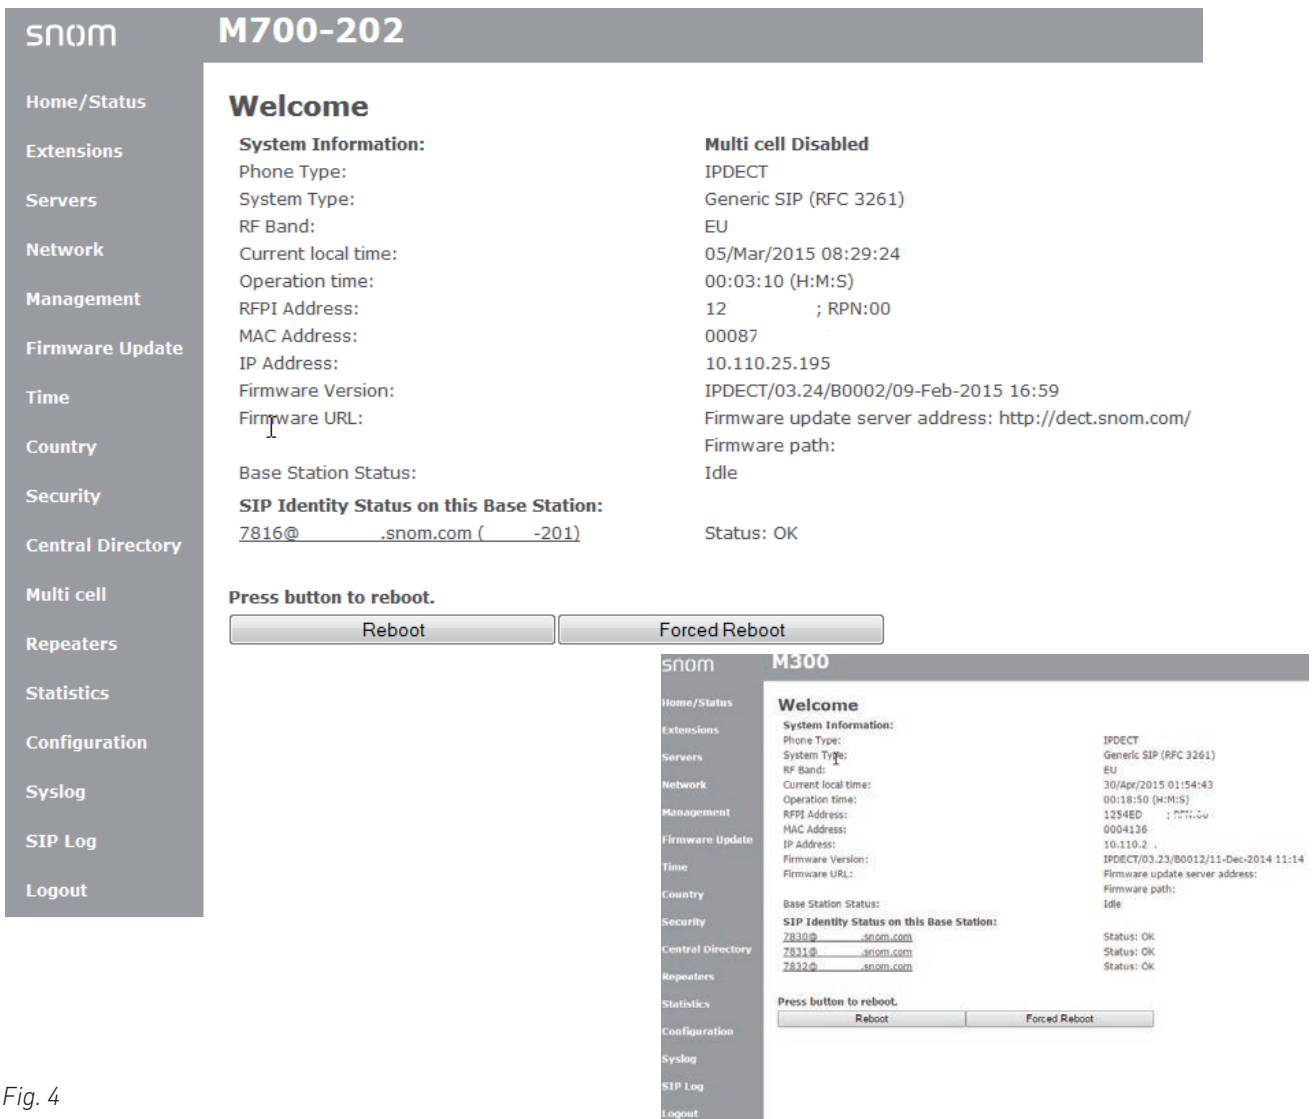 snom
M700-202
Home/Status
Extensions
Servers
Network
Management
Firmware Update
Time
Country
Security
Central Directory
Multi cell
Repeaters
Statistics
Configuration
Syslog
SIP Log
Logout
Welcome
System Information: Multi cell Disabled
Phone Type: IPDECT
System Type: Generic SIP (RFC 3261)
RF Band: EU
Current local time: 05/Mar/2015 08:29:24
Operation time: 00:03:10 (H:M:S)
RFPI Address: 12 ; RPN:00
MAC Address: 00087
IP Address: 10.110.25.195
Firmware Version: IPDECT/03.24/B0002/09-Feb-2015 16:59
Firmware URL: Firmware update server address: http://dect.snom.com/
Firmware path:
Base Station Status: Idle
SIP Identity Status on this Base Station:
7816@ .snom.com ( -201) Status: OK
Press button to reboot.
Reboot Forced Reboot
snom
M300
Home/Status
Extensions
Servers
Network
Management
Firmware Update
Time
Country
Security
Central Directory
Repeaters
Statistics
Configuration
Syslog
SIP Log
Logout
Welcome
System Information:
Phone Type: IPDECT
System Type: Generic SIP (RFC 3261)
RF Band: EU
Current local time: 30/Apr/2015 01:54:43
Operation time: 00:18:50 (H:M:S)
RFPI Address: 1254ED ;
MAC Address: 0004136
IP Address: 10.110.2 .
Firmware Version: IPDECT/03.23/B0012/11-Dec-2014 11:14
Firmware URL: Firmware update server address:
Firmware path:
Base Station Status: Idle
SIP Identity Status on this Base Station:
7830@ .snom.com Status: OK
7831@ .snom.com Status: OK
7832@ .snom.com Status: OK
Press button to reboot.
Reboot Forced Reboot
Fig. 4